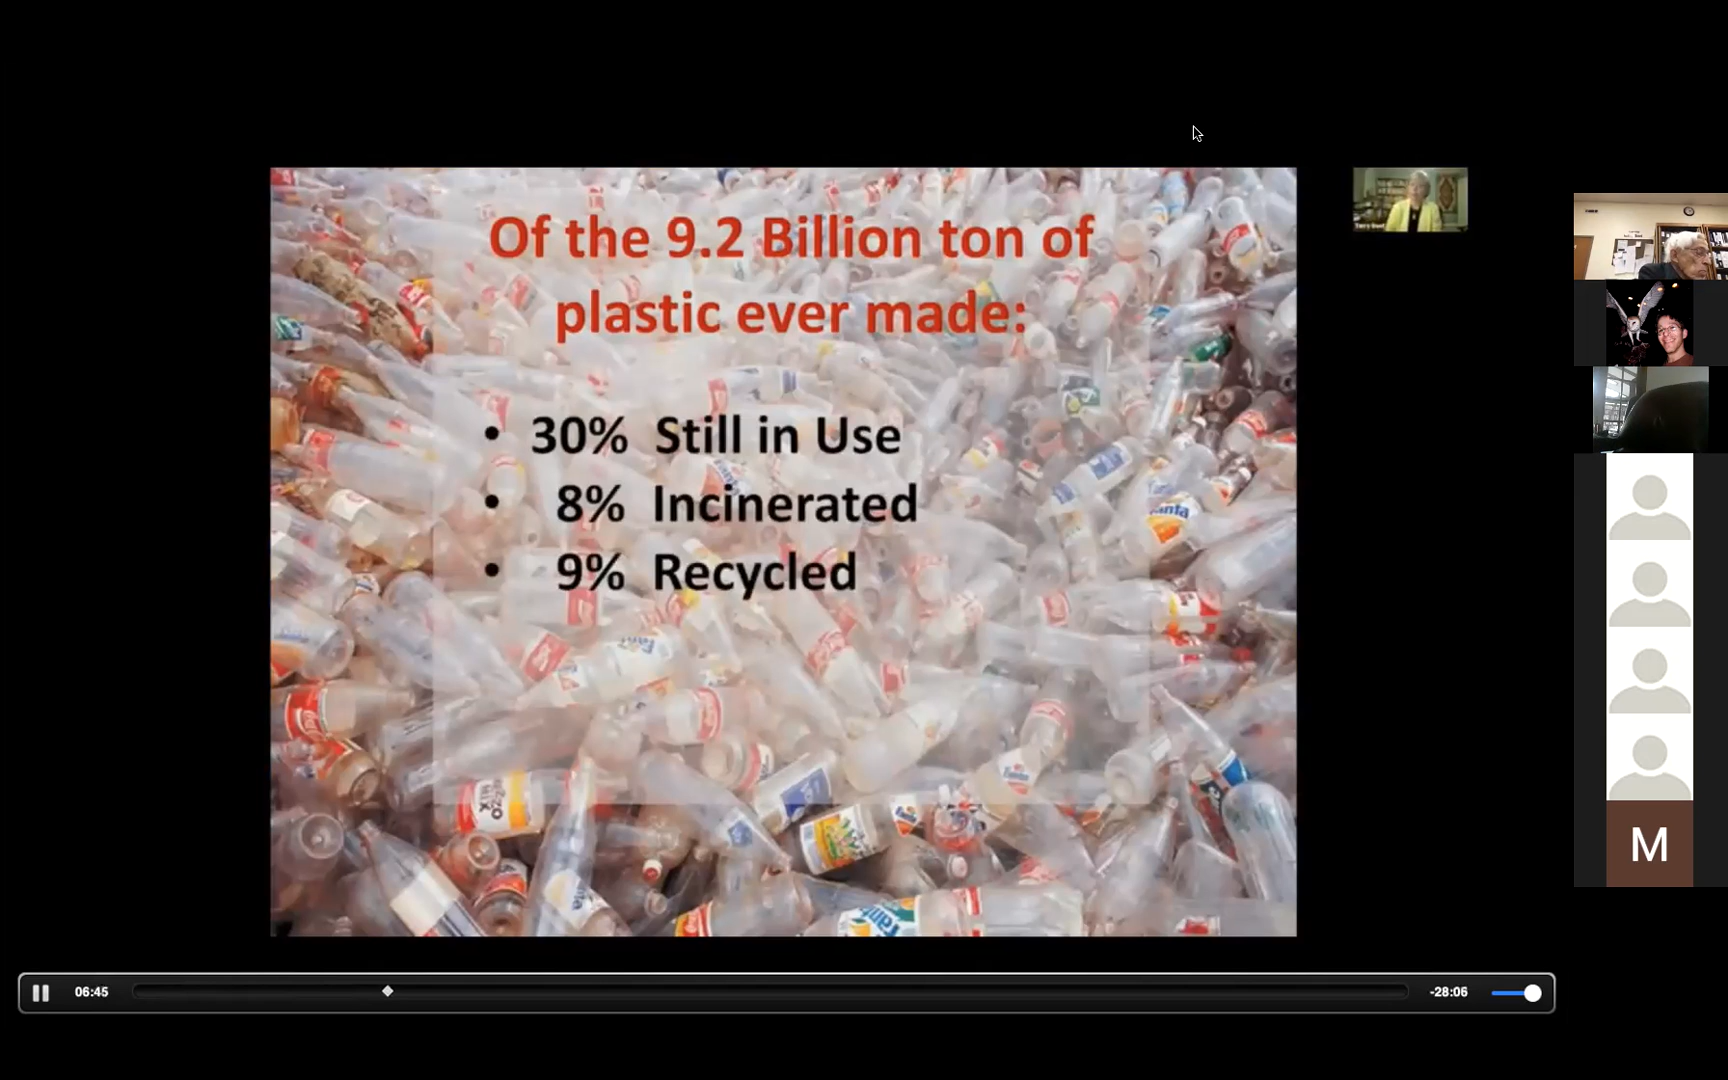 Of the 9.2 Billion ton of
plastic ever made:
• 30% Still in Use
• 8% Incinerated
• 9% Recycled
M
06:45
-28:06